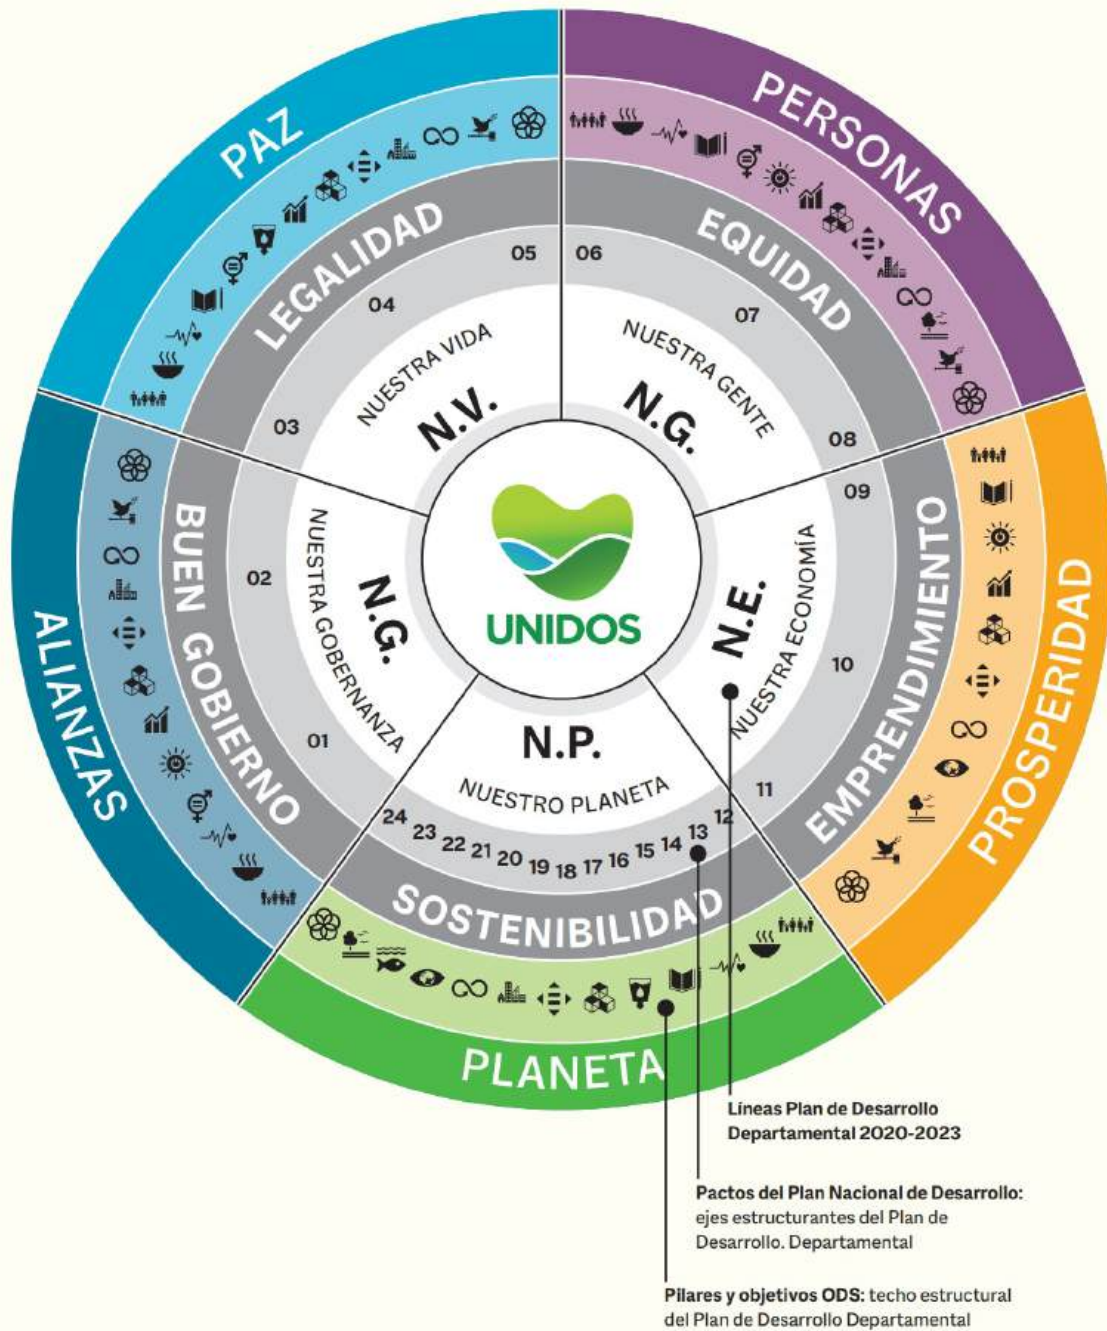 PAZ
PERSONAS
PROSPERIDAD
PLANETA
ALIANZAS
LEGALIDAD
EQUIDAD
EMPRENDIMIENTO
SOSTENIBILIDAD
BUEN GOBIERNO
05
04
03
06
07
08
09
10
11
02
01
24
23
22
21
20
19
18
17
16
15
14
13
12
NUESTRA VIDA
N.V.
NUESTRA GENTE
N.G.
NUESTRA ECONOMÍA
N.E.
N.P.
NUESTRO PLANETA
NUESTRA GOBERNANZA
N.G.
UNIDOS
Líneas Plan de Desarrollo
Departamental 2020-2023
Pactos del Plan Nacional de Desarrollo:
ejes estructurantes del Plan de
Desarrollo. Departamental
Pilares y objetivos ODS: techo estructural
del Plan de Desarrollo Departamental